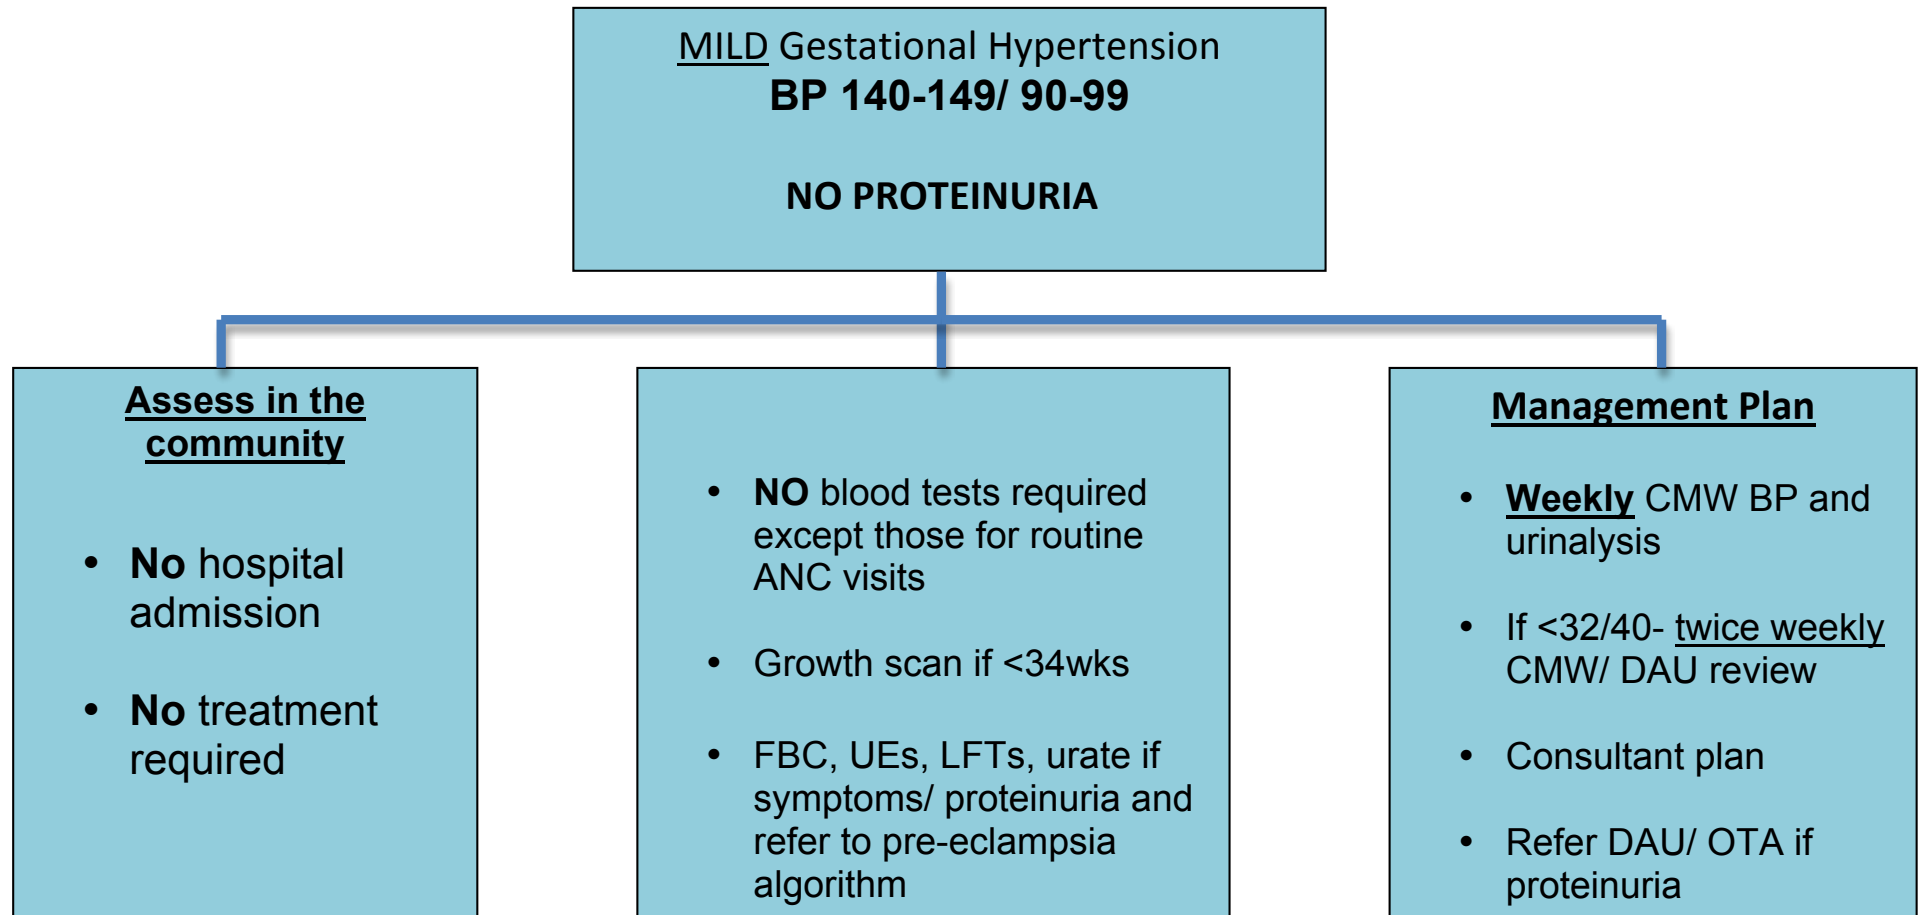 MILD Gestational Hypertension
BP 140-149/ 90-99
NO PROTEINURIA
Assess in the
community
• No hospital
admission
• No treatment
required
• NO blood tests required
except those for routine
ANC visits
• Growth scan if <34wks
• FBC, UEs, LFTs, urate if
symptoms/ proteinuria and
refer to pre-eclampsia
algorithm
Management Plan
• Weekly CMW BP and
urinalysis
• If <32/40- twice weekly
CMW/ DAU review
• Consultant plan
• Refer DAU/ OTA if
proteinuria